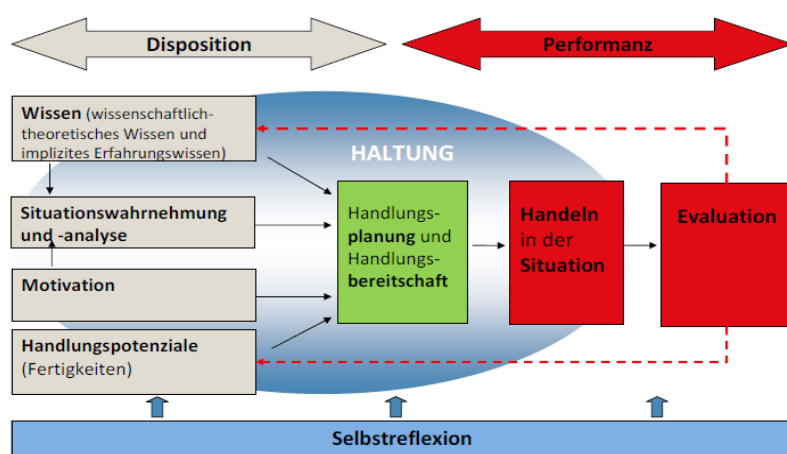 Disposition
Performanz
Wissen (wissenschaftlich-
theoretisches Wissen und
implizites Erfahrungswissen)
HALTUNG
Situationswahrnehmung
und -analyse
Motivation
Handlungspotenziale
(Fertigkeiten)
Handlungs-
planung und
Handlungs-
bereitschaft
Handeln
in der
Situation
Evaluation
Selbstreflexion